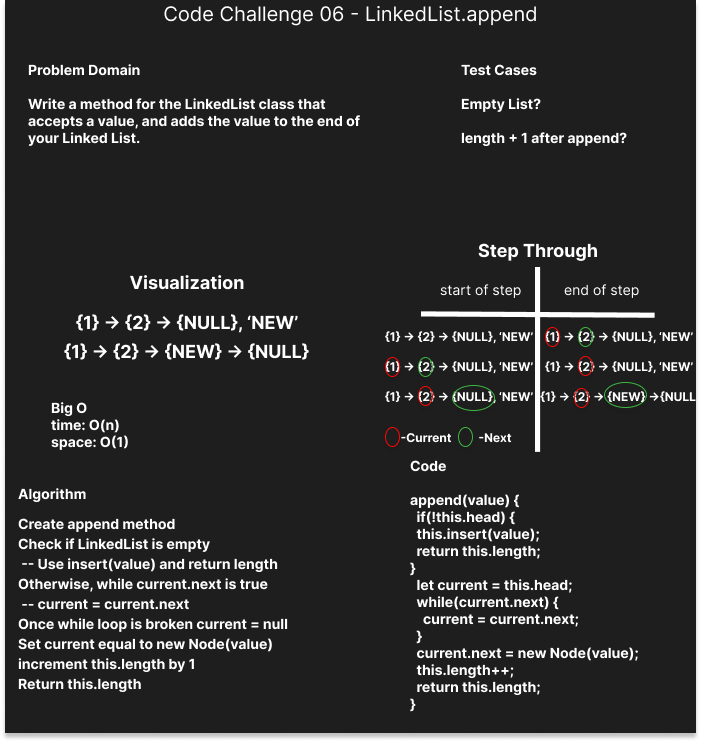 Code Challenge 06 - LinkedList.append
Problem Domain
Write a method for the LinkedList class that
accepts a value, and adds the value to the end of
your Linked List.
Test Cases
Empty List?
length + 1 after append?
Visualization
{1} → {2} → {NULL}, ‘NEW’
{1} → {2} → {NEW} → {NULL}
Big O
time: O(n)
space: O(1)
Step Through
start of step
end of step
{1} → {2} → {NULL}, ‘NEW’
{1} → {2} → {NULL}, ‘NEW’
{1} → {2} → {NULL}, ‘NEW’
{1} → {2} → {NULL}, ‘NEW’
{1} → {2} → {NULL}, ‘NEW’
{1} → {2} → {NEW} →{NULL
-Current
-Next
Algorithm
Create append method
Check if LinkedList is empty
-- Use insert(value) and return length
Otherwise, while current.next is true
-- current = current.next
Once while loop is broken current = null
Set current equal to new Node(value)
increment this.length by 1
Return this.length
Code
append(value) {
if(!this.head) {
this.insert(value);
return this.length;
}
let current = this.head;
while(current.next) {
current = current.next;
}
current.next = new Node(value);
this.length++;
return this.length;
}